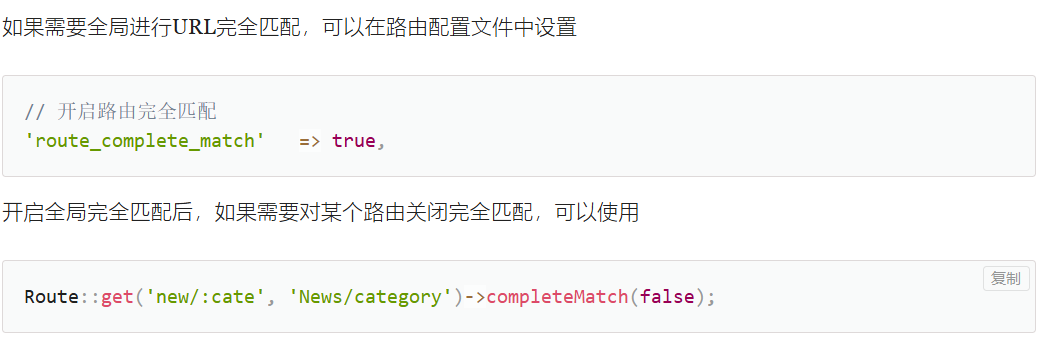 如果需要全局进行URL完全匹配，可以在路由配置文件中设置
// 开启路由完全匹配
'route_complete_match'   => true,
开启全局完全匹配后，如果需要对某个路由关闭完全匹配，可以使用
复制
Route::get('new/:cate', 'News/category')->completeMatch(false);